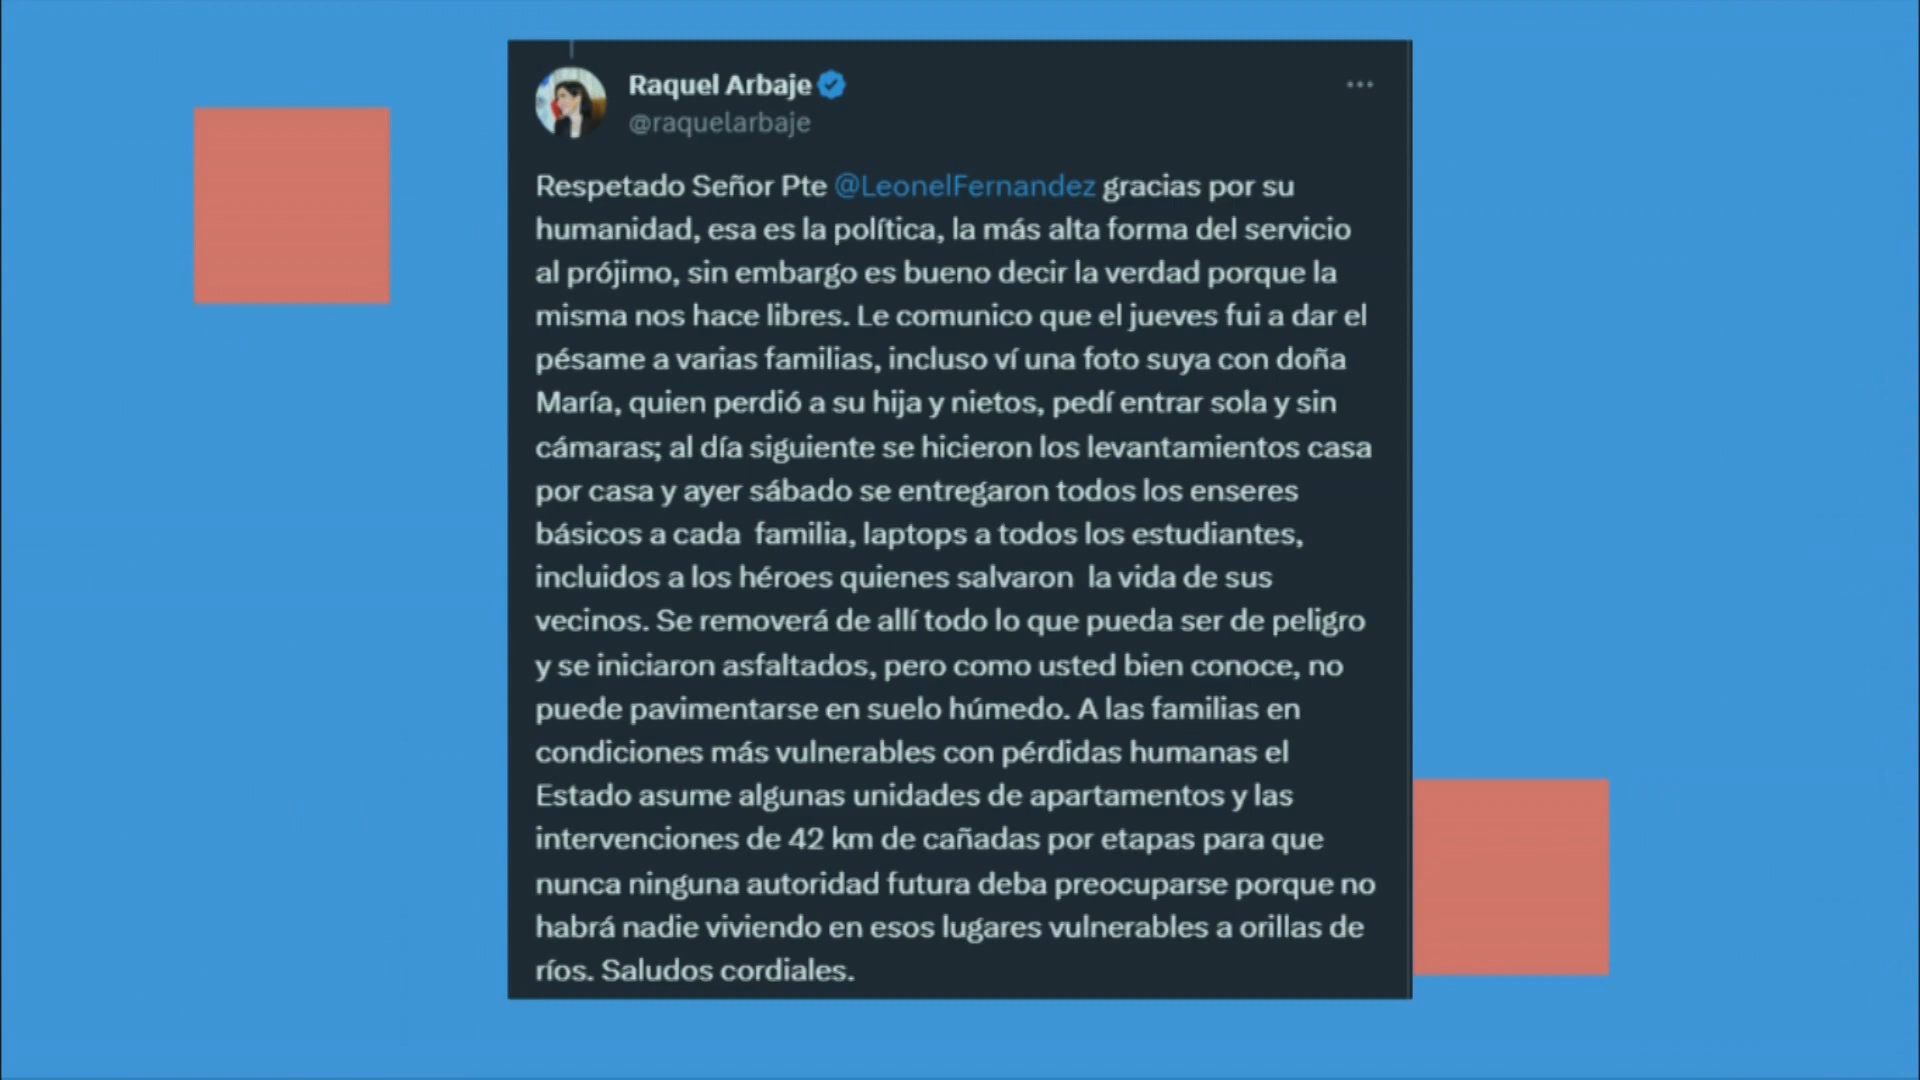 Raquel Arbaje
@raquelarbaje
Respetado Señor Pte @LeonelFernandez gracias por su
humanidad, esa es la política, la más alta forma del servicio
al prójimo, sin embargo es bueno decir la verdad porque la
misma nos hace libres. Le comunico que el jueves fui a dar el
pésame a varias familias, incluso ví una foto suya con doña
María, quien perdió a su hija y nietos, pedí entrar sola y sin
cámaras; al día siguiente se hicieron los levantamientos casa
por casa y ayer sábado se entregaron todos los enseres
básicos a cada  familia, laptops a todos los estudiantes,
incluidos a los héroes quienes salvaron  la vida de sus
vecinos. Se removerá de allí todo lo que pueda ser de peligro
y se iniciaron asfaltados, pero como usted bien conoce, no
puede pavimentarse en suelo húmedo. A las familias en
condiciones más vulnerables con pérdidas humanas el
Estado asume algunas unidades de apartamentos y las
intervenciones de 42 km de cañadas por etapas para que
nunca ninguna autoridad futura deba preocuparse porque no
habrá nadie viviendo en esos lugares vulnerables a orillas de
ríos. Saludos cordiales.